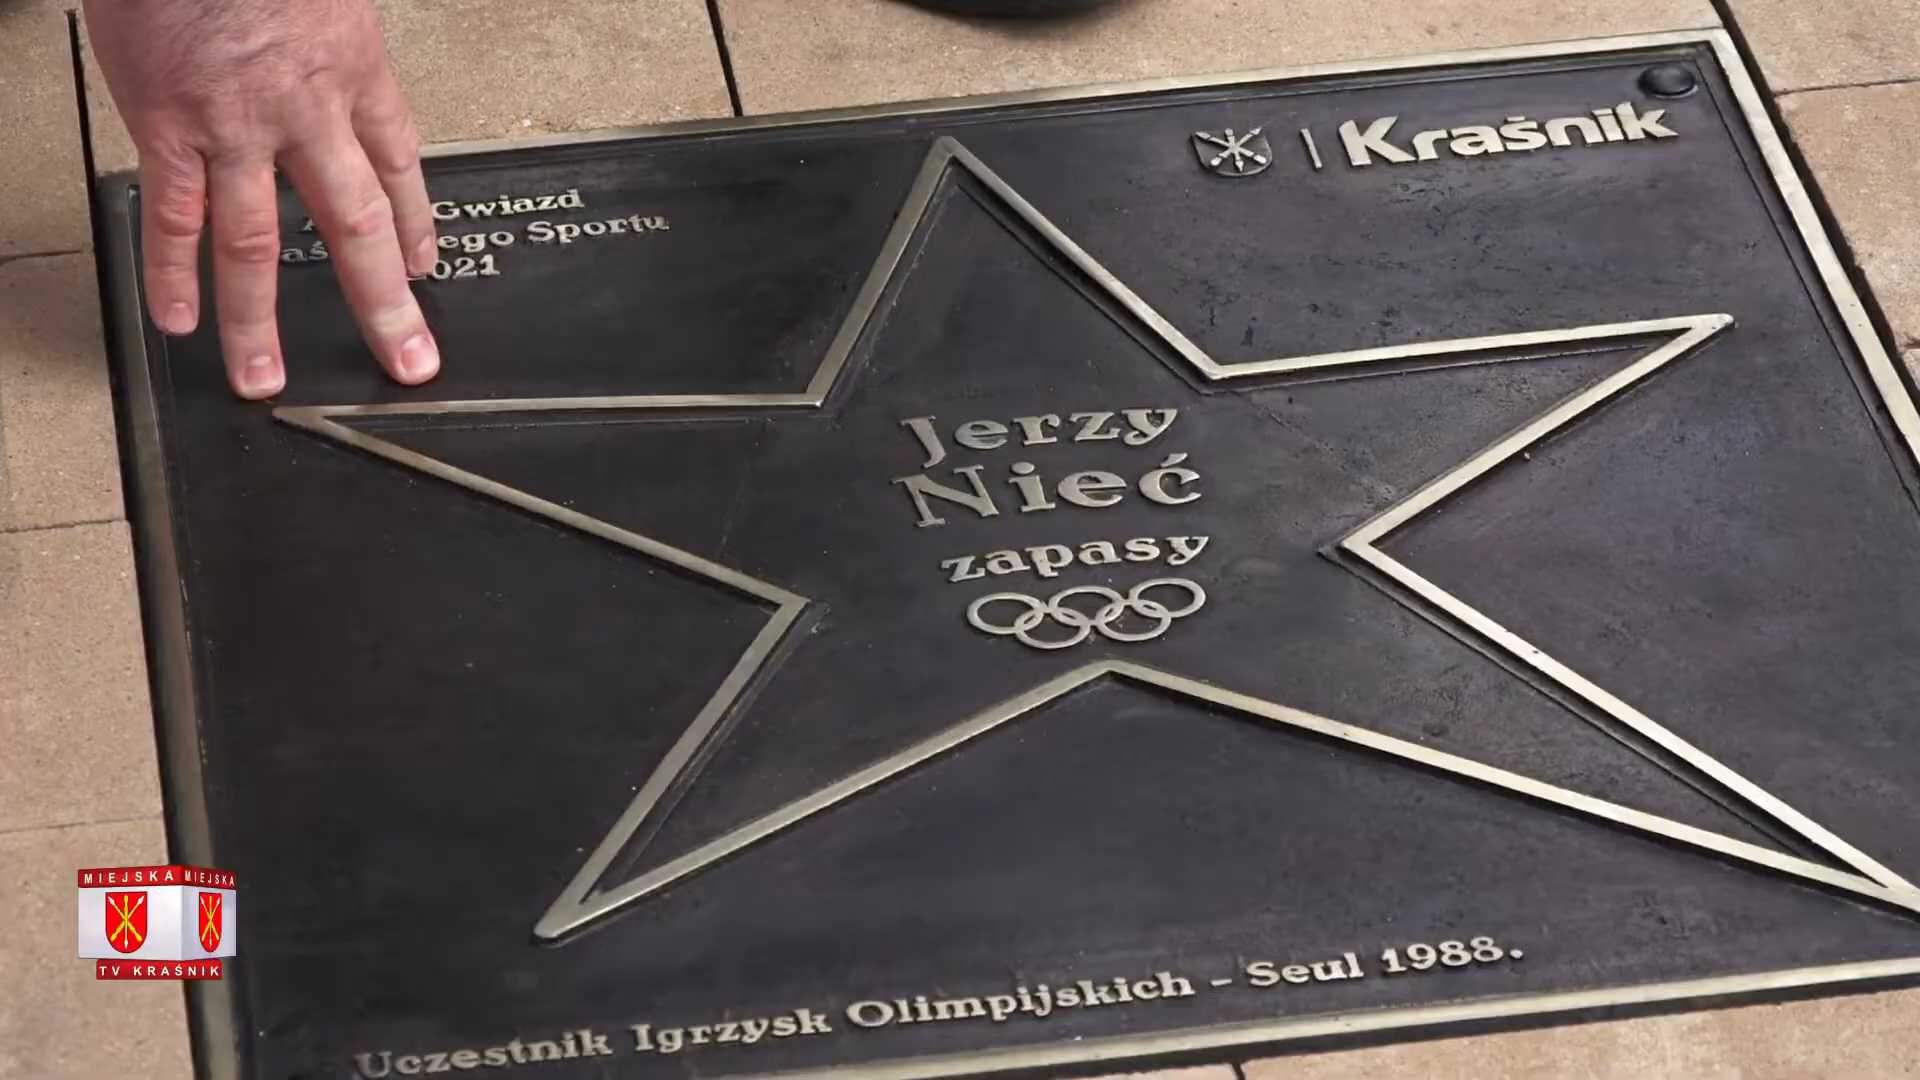 Gwiazd
ego Sportu
021
Kraśnik
Jerzy
Nieć
zapasy
Uczestnik Igrzysk Olimpijskich - Seul 1988.
MIEJSKA MIEJSKA
TV KRAŚNIK